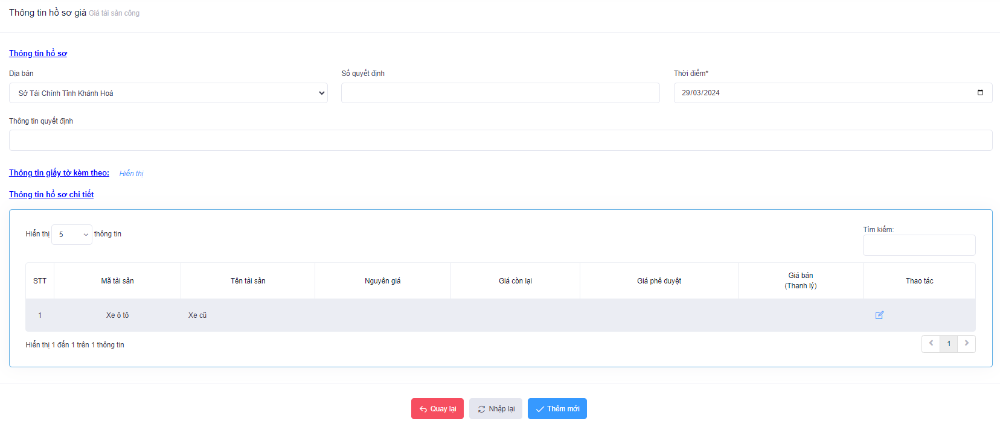 Thông tin hồ sơ giá Giá tài sản công
Thông tin hồ sơ
Địa bàn
Số quyết định
Thời điểm*
Sở Tài Chính Tỉnh Khánh Hoà
29/03/2024
Thông tin quyết định
Thông tin giấy tờ kèm theo: Hiển thị
Thông tin hồ sơ chi tiết
Hiển thị 5 thông tin
Tìm kiếm:
STT Mã tài sản Tên tài sản Nguyên giá Giá còn lại Giá phê duyệt Giá bán (Thanh lý) Thao tác
1 Xe ô tô Xe cũ
Hiển thị 1 đến 1 trên 1 thông tin
1
Quay lại Nhập lại Thêm mới